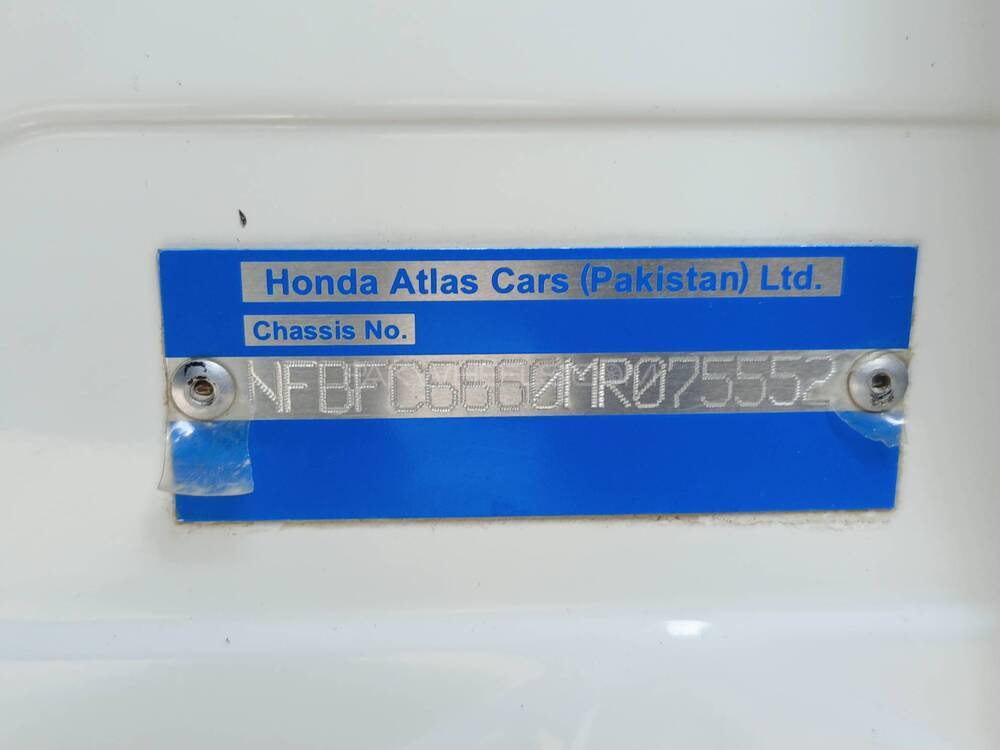 Honda Atlas Cars (Pakistan) Ltd.
Chassis No.
NFBFC6660MR075552